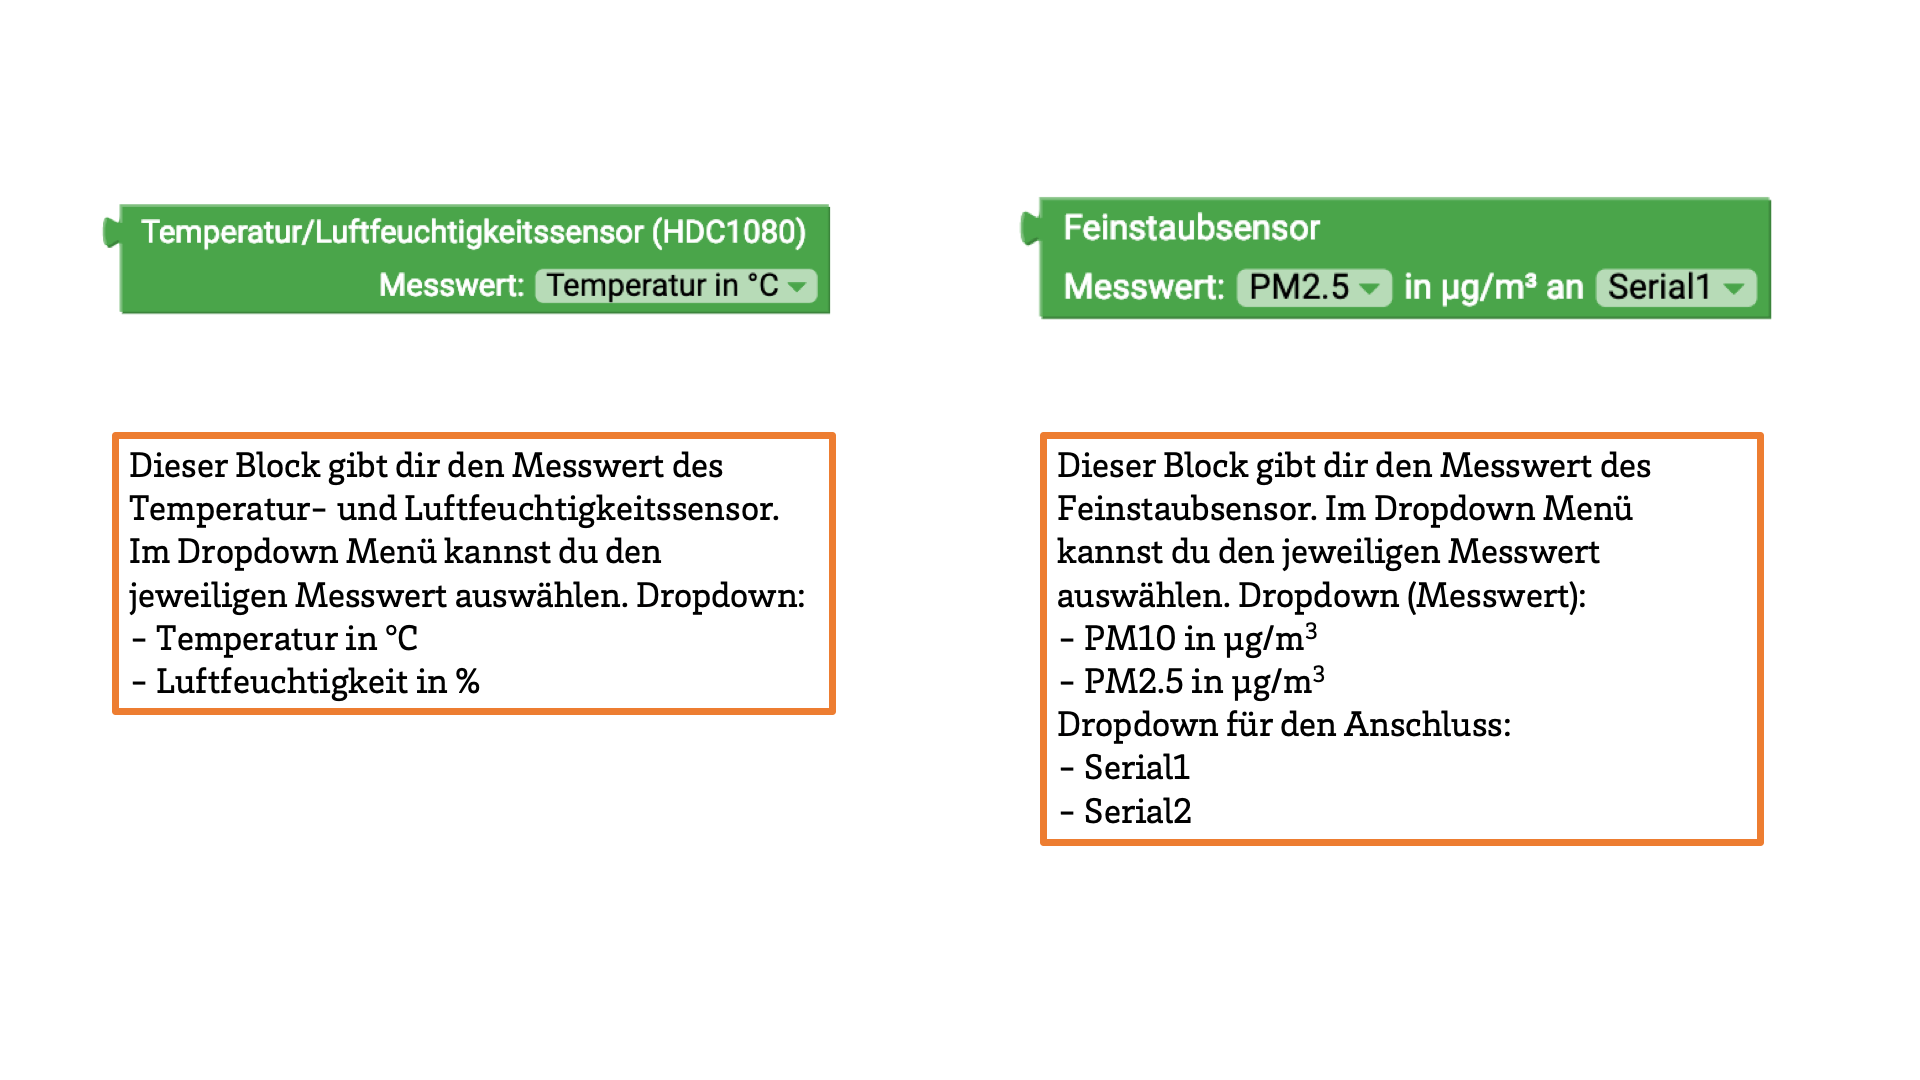 Temperatur/Luftfeuchtigkeitssensor (HDC1080)
Messwert: Temperatur in °C
Feinstaubsensor
Messwert: PM2.5 in µg/m³ an Serial1
Dieser Block gibt dir den Messwert des
Temperatur- und Luftfeuchtigkeitssensor.
Im Dropdown Menü kannst du den
jeweiligen Messwert auswählen. Dropdown:
- Temperatur in °C
- Luftfeuchtigkeit in %
Dieser Block gibt dir den Messwert des
Feinstaubsensor. Im Dropdown Menü
kannst du den jeweiligen Messwert
auswählen. Dropdown (Messwert):
- PM10 in µg/m³
- PM2.5 in µg/m³
Dropdown für den Anschluss:
- Serial1
- Serial2